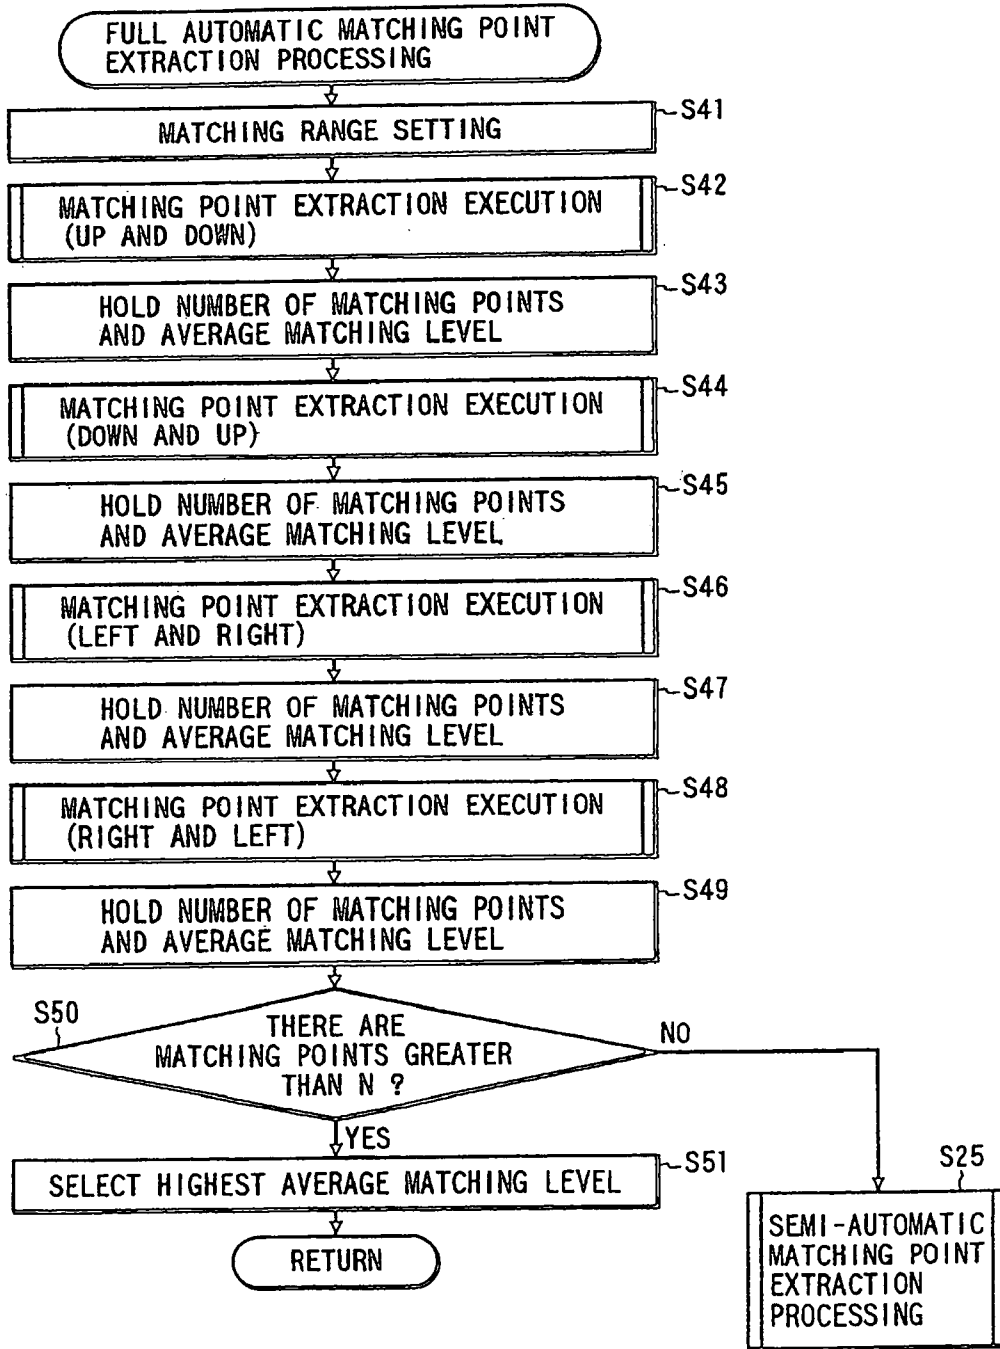 FULL AUTOMATIC MATCHING POINT
EXTRACTION PROCESSING
S41
MATCHING RANGE SETTING
S42
MATCHING POINT EXTRACTION EXECUTION
(UP AND DOWN)
S43
HOLD NUMBER OF MATCHING POINTS
AND AVERAGE MATCHING LEVEL
S44
MATCHING POINT EXTRACTION EXECUTION
(DOWN AND UP)
S45
HOLD NUMBER OF MATCHING POINTS
AND AVERAGE MATCHING LEVEL
S46
MATCHING POINT EXTRACTION EXECUTION
(LEFT AND RIGHT)
S47
HOLD NUMBER OF MATCHING POINTS
AND AVERAGE MATCHING LEVEL
S48
MATCHING POINT EXTRACTION EXECUTION
(RIGHT AND LEFT)
S49
HOLD NUMBER OF MATCHING POINTS
AND AVERAGE MATCHING LEVEL
S50
THERE ARE
MATCHING POINTS GREATER
THAN N ?
NO
YES
S51
SELECT HIGHEST AVERAGE MATCHING LEVEL
RETURN
S25
SEMI-AUTOMATIC
MATCHING POINT
EXTRACTION
PROCESSING